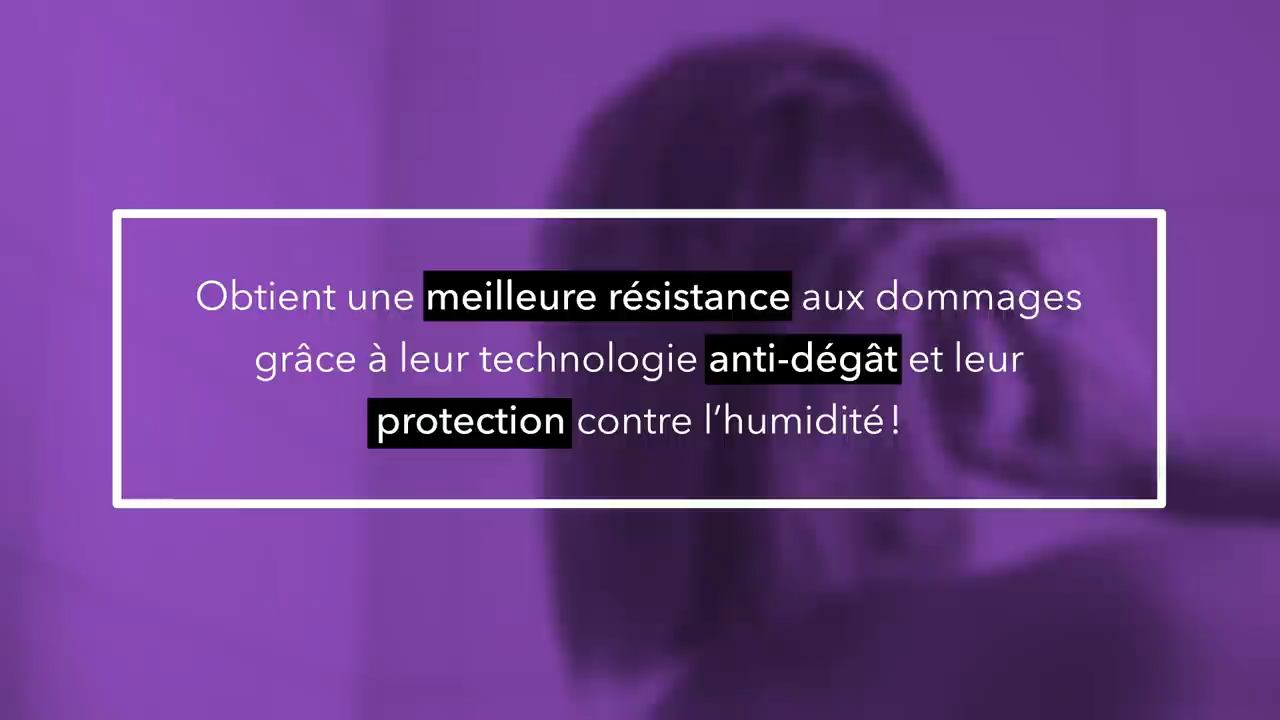 Obtient une meilleure résistance aux dommages
grâce à leur technologie anti-dégât et leur
protection contre l’humidité !